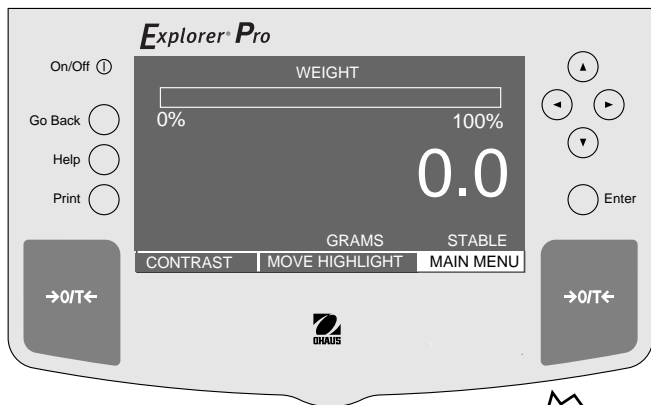 Explorer® Pro
On/Off
WEIGHT
0% 100%
Go Back
Help
Print
0.0
Enter
GRAMS STABLE
CONTRAST MOVE HIGHLIGHT MAIN MENU
→0/T← →0/T←
OHAUS